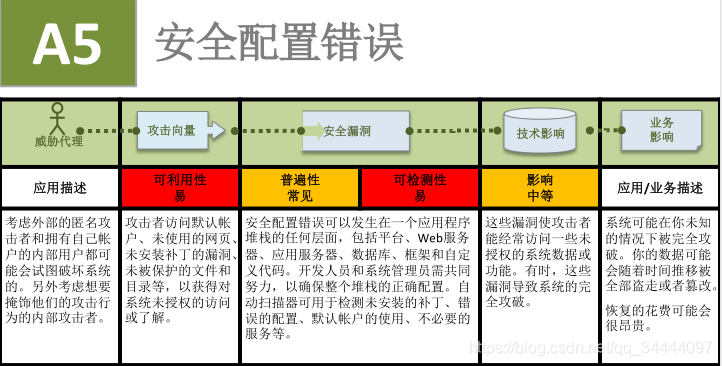 A5
安全配置错误
威胁代理
攻击向量
安全漏洞
技术影响
业务
影响
应用描述
可利用性
易
普遍性
常见
可检测性
易
影响
中等
应用/业务描述
考虑外部的匿名攻
击者和拥有自己帐
户的内部用户都可
能会试图破坏系统
的。另外考虑想要
掩饰他们的攻击行
为的内部攻击者。
攻击者访问默认帐
户、未使用的网页、
未安装补丁的漏洞、
未被保护的文件和
目录等，以获得对
系统未授权的访问
或了解。
安全配置错误可以发生在一个应用程序
堆栈的任何层面，包括平台、Web服务
器、应用服务器、数据库、框架和自定
义代码。开发人员和系统管理员需共同
努力，以确保整个堆栈的正确配置。自
动扫描器可用于检测未安装的补丁、错
误的配置、默认帐户的使用、不必要的
服务等。
这些漏洞使攻击者
能经常访问一些未
授权的系统数据或
功能。有时，这些
漏洞导致系统的完
全攻破。
系统可能在你未知
的情况下被完全攻
破。你的数据可能
会随着时间推移被
全部盗走或者篡改。
恢复的花费可能会
很昂贵。
https://blog.csdn.net/qq_34444097